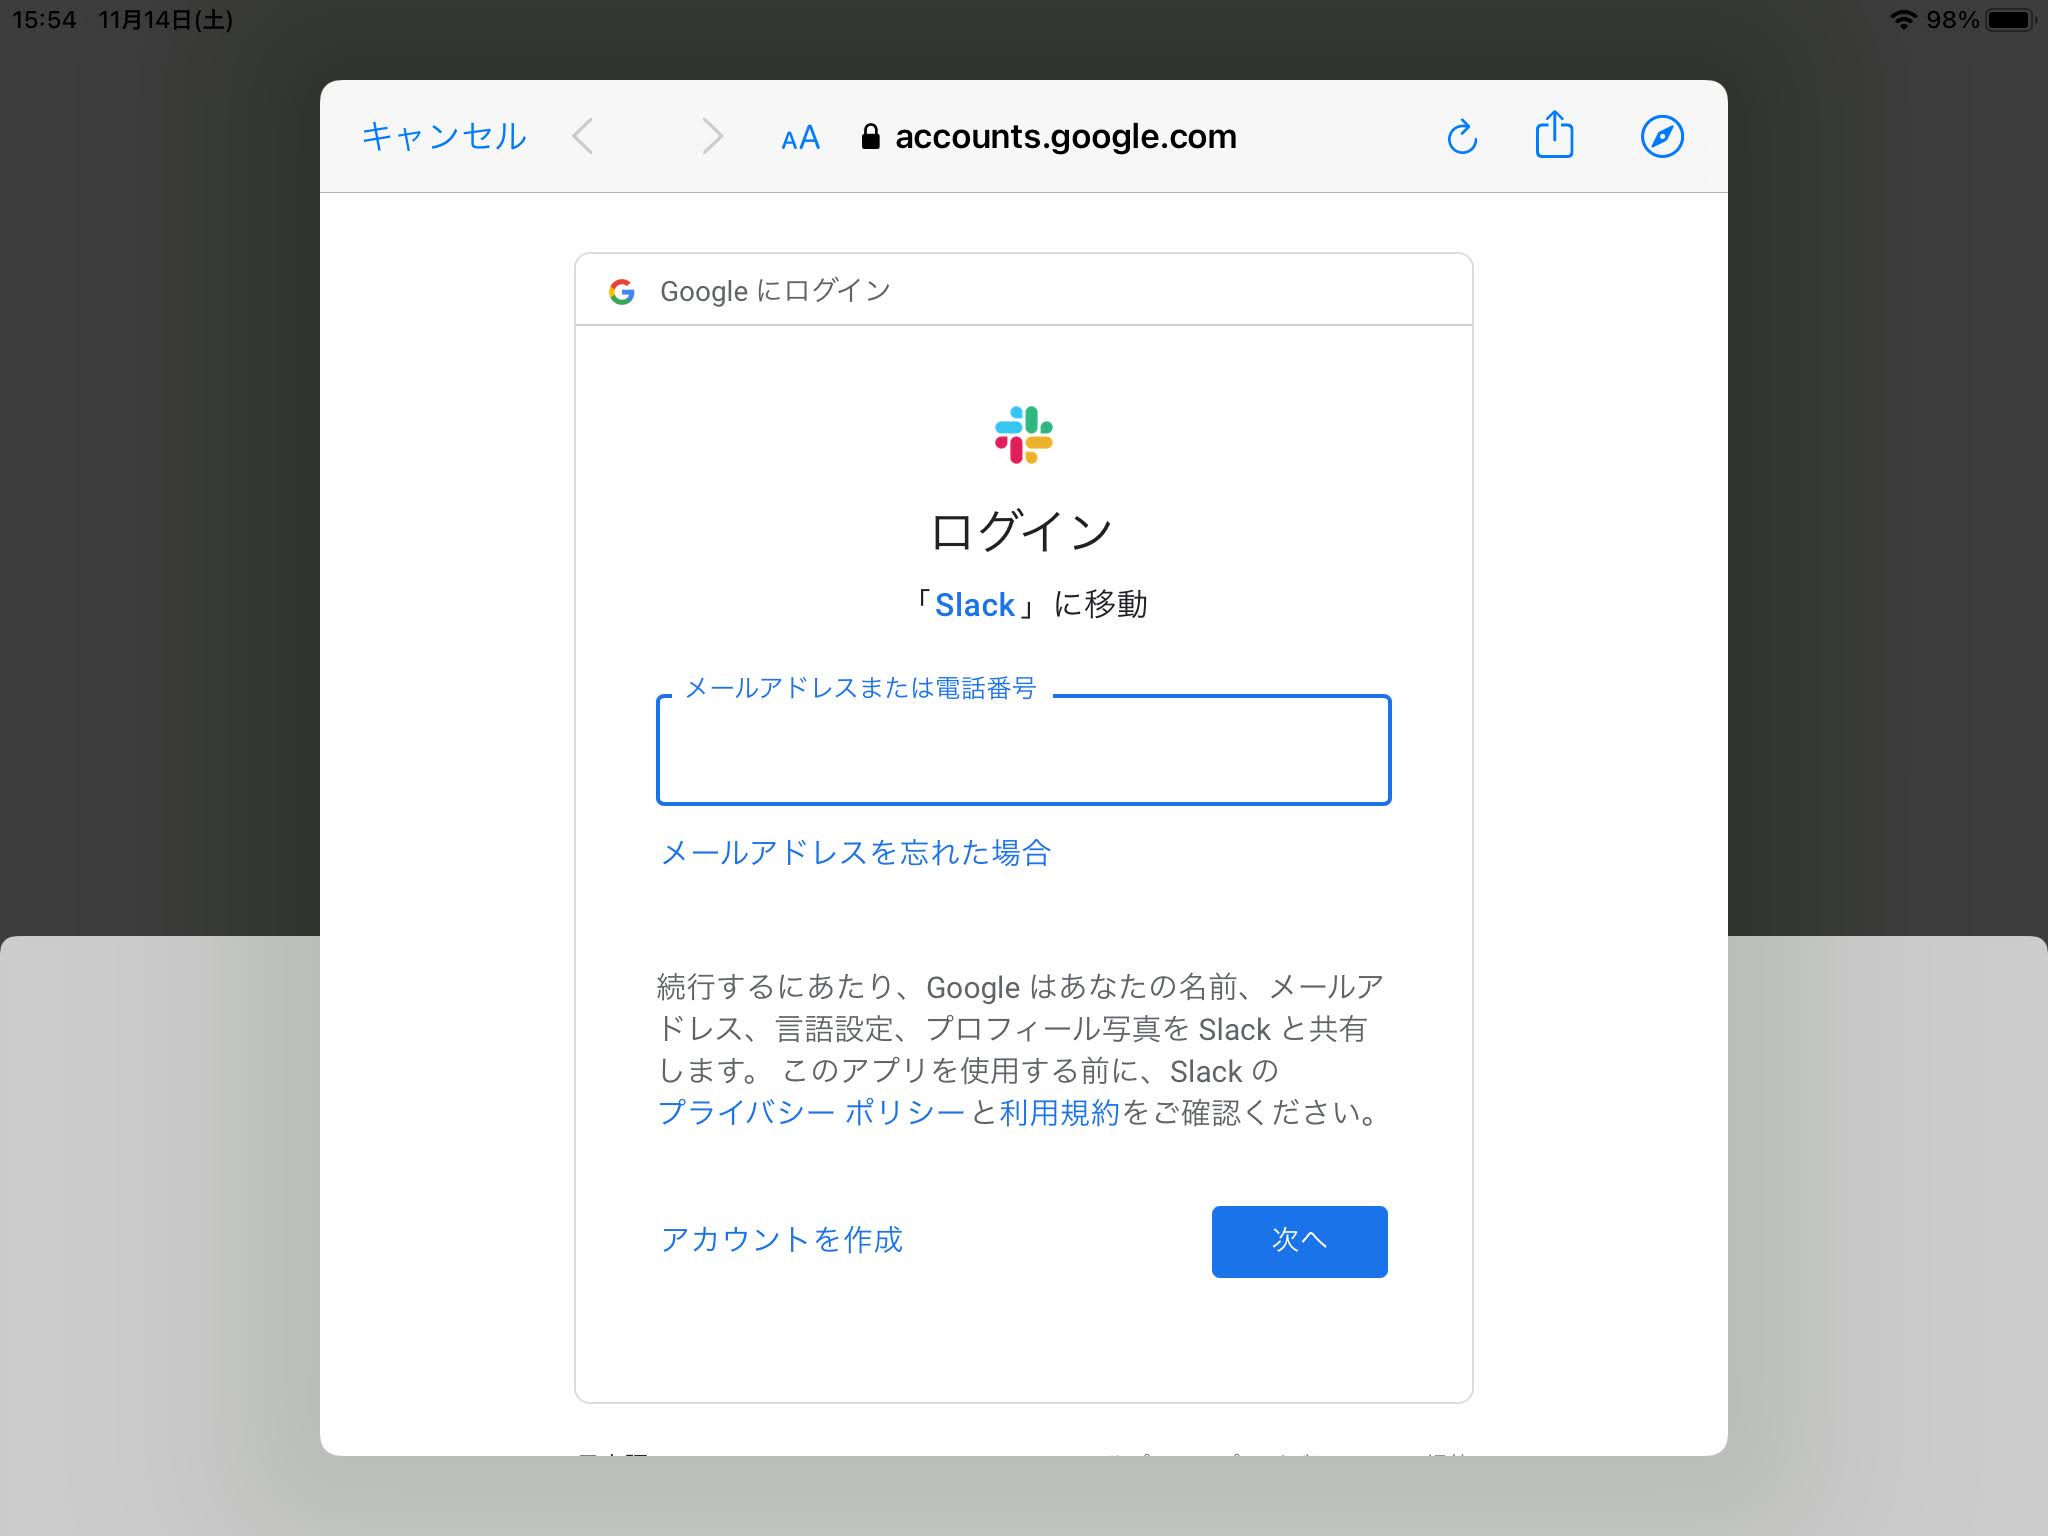 15:54 11月14日(土) 98%
キャンセル AA accounts.google.com
Google にログイン
ログイン
「Slack」に移動
メールアドレスまたは電話番号
メールアドレスを忘れた場合
続行するにあたり、Google はあなたの名前、メールア
ドレス、言語設定、プロフィール写真を Slack と共有
します。 このアプリを使用する前に、Slack の
プライバシー ポリシーと利用規約をご確認ください。
アカウントを作成 次へ